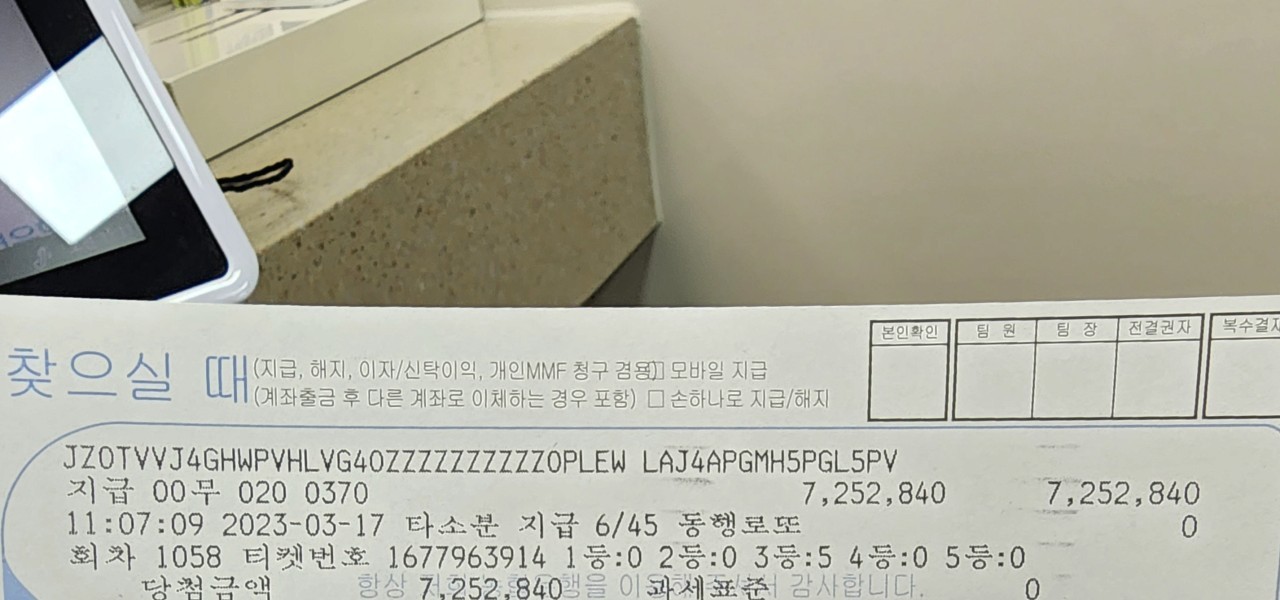 찾으실 때
(지급, 해지, 이자/신탁이익, 개인MMF 청구 겸용) □ 모바일 지급
(계좌출금 후 다른 계좌로 이체하는 경우 포함) □ 손하나로 지급/해지
본인확인 팀 원 팀 장 전결권자
JZOTVVJ4GHWPVHLVG4OZZZZZZZZZZOPLEW LAJ4APGMH5PGL5PV
지급 00무 020 0370 7,252,840 7,252,840
11:07:09 2023-03-17 타소분 지급 6/45 동행로또 0
회차 1058 티켓번호 1677963914 1등:0 2등:0 3등:5 4등:0 5등:0
당첨금액 7,252,840 과세표준 0
항상 을 감사합니다.